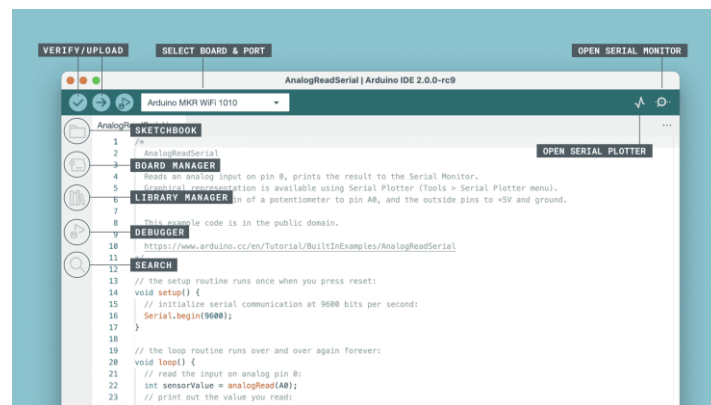 VERIFY/UPLOAD
SELECT BOARD & PORT
OPEN SERIAL MONITOR
AnalogReadSerial | Arduino IDE 2.0.0-rc9
Arduino MKR WiFi 1010
SKETCHBOOK
OPEN SERIAL PLOTTER
1 /*
2 AnalogReadSerial
BOARD MANAGER
4 Reads an analog input on pin 0, prints the result to the Serial Monitor.
5 Graphical representation is available using Serial Plotter (Tools > Serial Plotter menu).
LIBRARY MANAGER
6 in of a potentiometer to pin A0, and the outside pins to +5V and ground.
7
8 This example code is in the public domain.
DEBUGGER
10 https://www.arduino.cc/en/Tutorial/BuiltInExamples/AnalogReadSerial
11
SEARCH
12
13 // the setup routine runs once when you press reset:
14 void setup() {
15 // initialize serial communication at 9600 bits per second:
16 Serial.begin(9600);
17 }
18
19 // the loop routine runs over and over again forever:
20 void loop() {
21 // read the input on analog pin 0:
22 int sensorValue = analogRead(A0);
23 // print out the value you read: